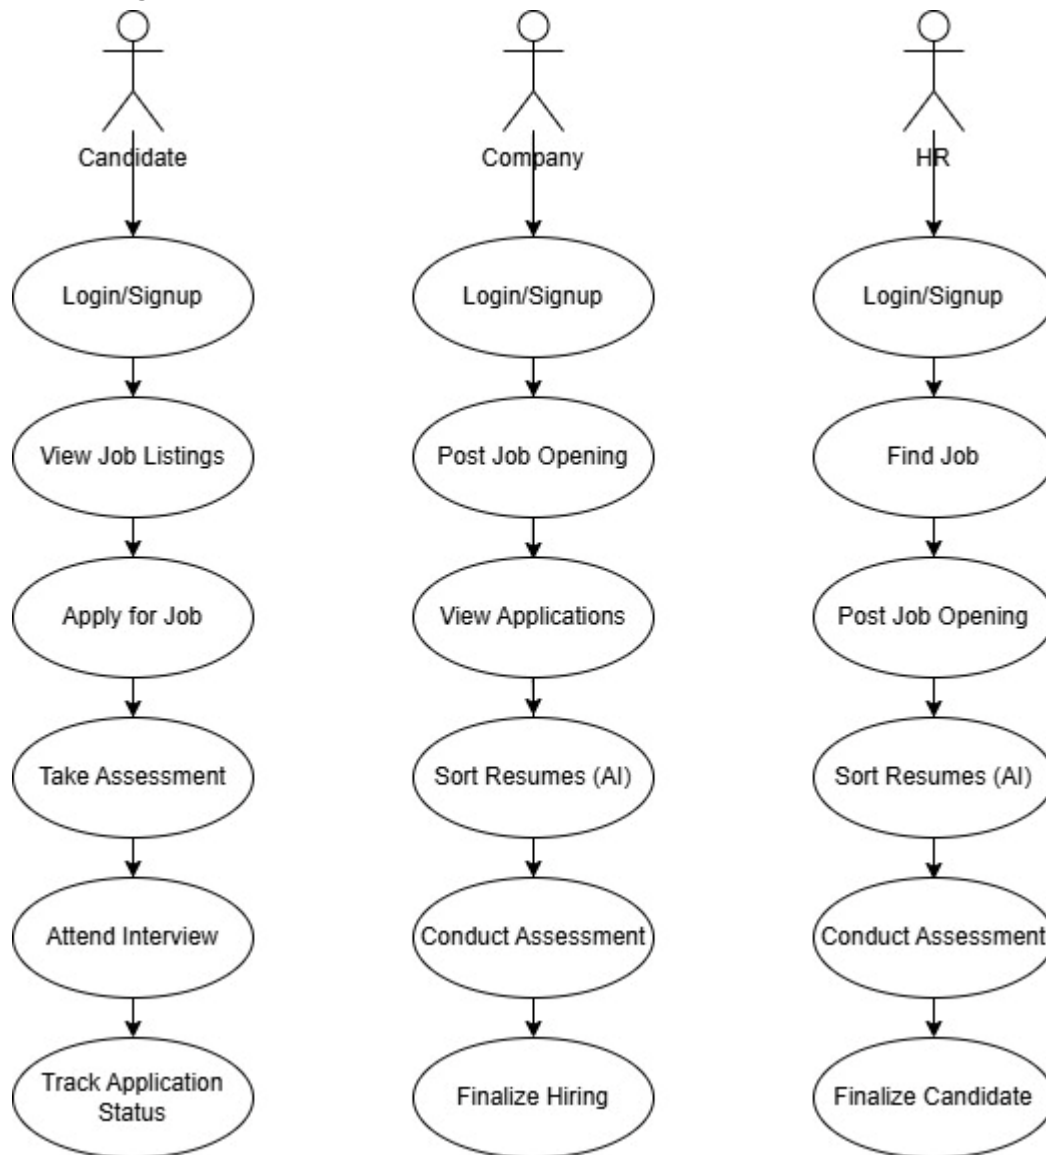 Candidate
Login/Signup
View Job Listings
Apply for Job
Take Assessment
Attend Interview
Track Application
Status
Company
Login/Signup
Post Job Opening
View Applications
Sort Resumes (AI)
Conduct Assessment
Finalize Hiring
HR
Login/Signup
Find Job
Post Job Opening
Sort Resumes (AI)
Conduct Assessment
Finalize Candidate